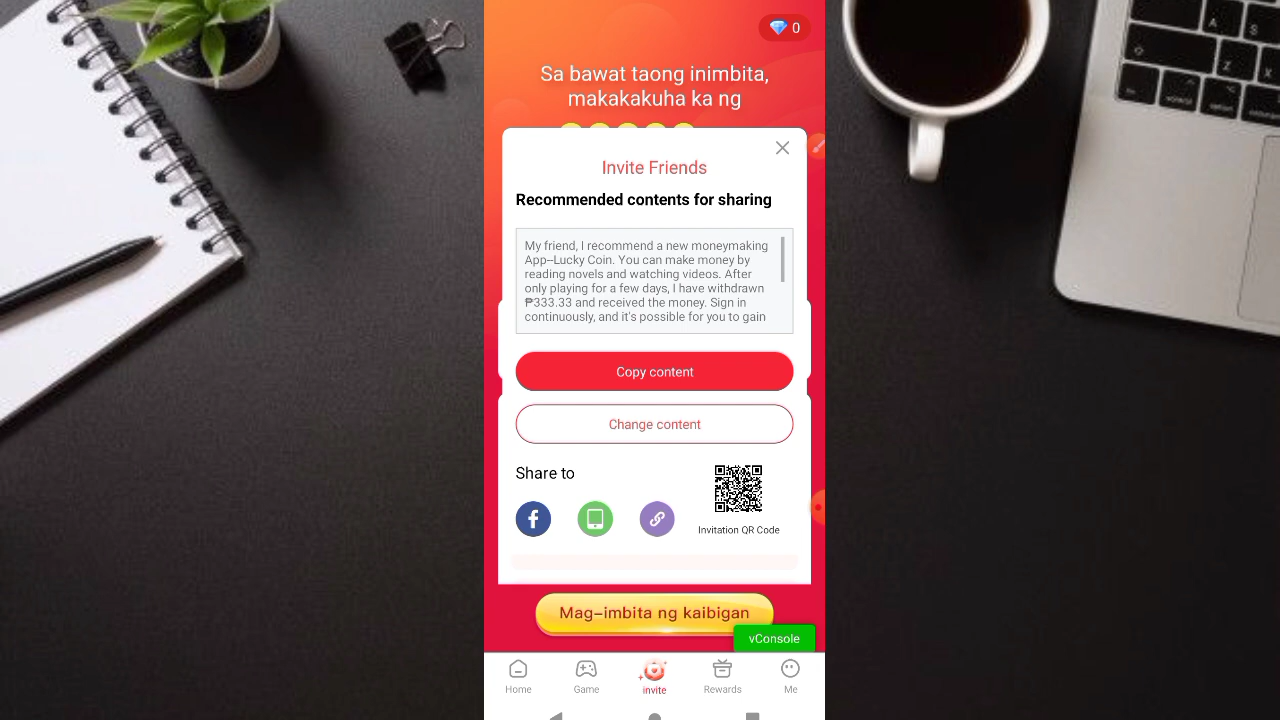 0
Sa bawat taong inimbita,
makakakuha ka ng
Invite Friends
Recommended contents for sharing
My friend, I recommend a new moneymaking
App–Lucky Coin. You can make money by
reading novels and watching videos. After
only playing for a few days, I have withdrawn
₱333.33 and received the money. Sign in
continuously, and it's possible for you to gain
Copy content
Change content
Share to
Invitation QR Code
Mag-imbita ng kaibigan
vConsole
Home
Game
invite
Rewards
Me
A
S
Z
X